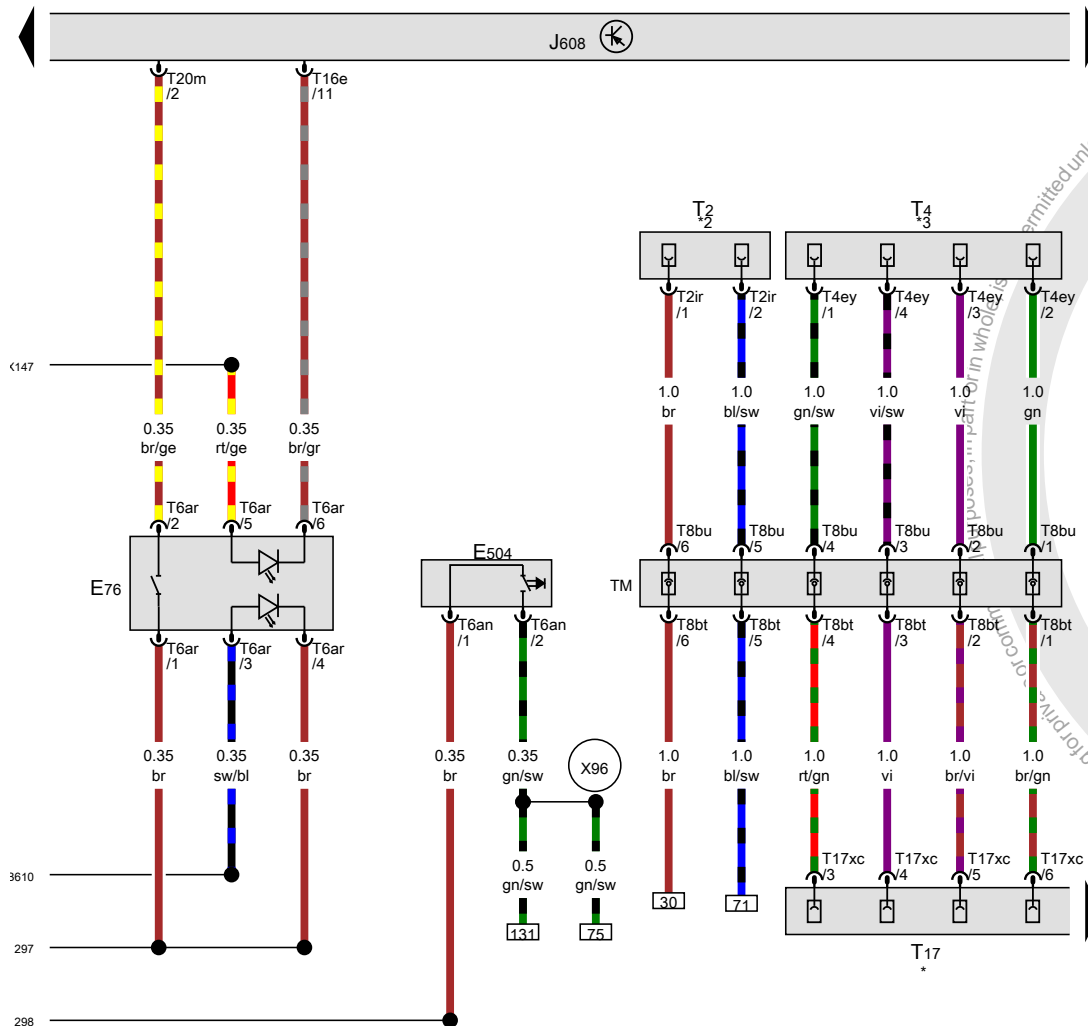 J608
T20m
/2
T16e
/11
T2
*2
T4
*3
T2ir
/1
T2ir
/2
T4ey
/1
T4ey
/4
T4ey
/3
T4ey
/2
0.35
br/ge
0.35
rt/ge
0.35
br/gr
1.0
br
1.0
bl/sw
1.0
gn/sw
1.0
vi/sw
1.0
vi
1.0
gn
T6ar
/2
T6ar
/5
T6ar
/6
T8bu
/6
T8bu
/5
T8bu
/4
T8bu
/3
T8bu
/2
T8bu
/1
E76
E504
TM
T6ar
/1
T6ar
/3
T6ar
/4
T6an
/1
T6an
/2
T8bt
/6
T8bt
/5
T8bt
/4
T8bt
/3
T8bt
/2
T8bt
/1
0.35
br
0.35
sw/bl
0.35
br
0.35
br
0.35
gn/sw
X96
1.0
br
1.0
bl/sw
1.0
rt/gn
1.0
vi
1.0
br/vi
1.0
br/gn
0.5
gn/sw
0.5
gn/sw
T17xc
/3
T17xc
/4
T17xc
/5
T17xc
/6
131
75
30
71
T17
*
147
610
297
298
in part or in whole, is